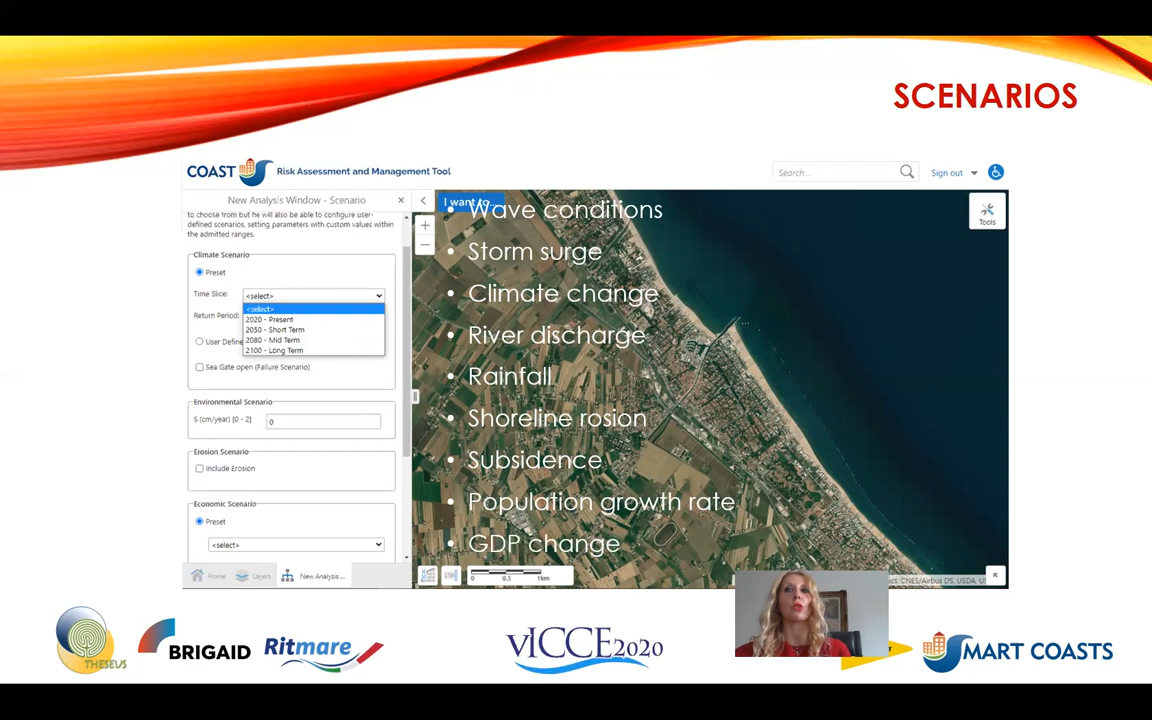 SCENARIOS
COAST
Risk Assessment and Management Tool
Search...
Sign out
New Analysis Window - Scenario
to choose from but he will also be able to configure user-
defined scenarios, setting parameters with custom values within
the admitted ranges.
Climate Scenario
Preset
Time Slice:
<select>
<select>
2020 - Present
2050 - Short Term
2080 - Mid Term
2100 - Long Term
Return Period:
User Define
Sea Gate open (Failure Scenario)
Environmental Scenario
S (cm/year) [0 - 2]
0
Erosion Scenario
Include Erosion
Economic Scenario
Preset
<select>
Home
Layers
New Analysis ...
I want to...
Tools
• Wave conditions
• Storm surge
• Climate change
• River discharge
• Rainfall
• Shoreline rosion
• Subsidence
• Population growth rate
• GDP change
0 0.5 1km
CNES/Airbus DS, USDA,
THESEUS
BRIGAID
Ritmare
vICCE2020
MART COASTS